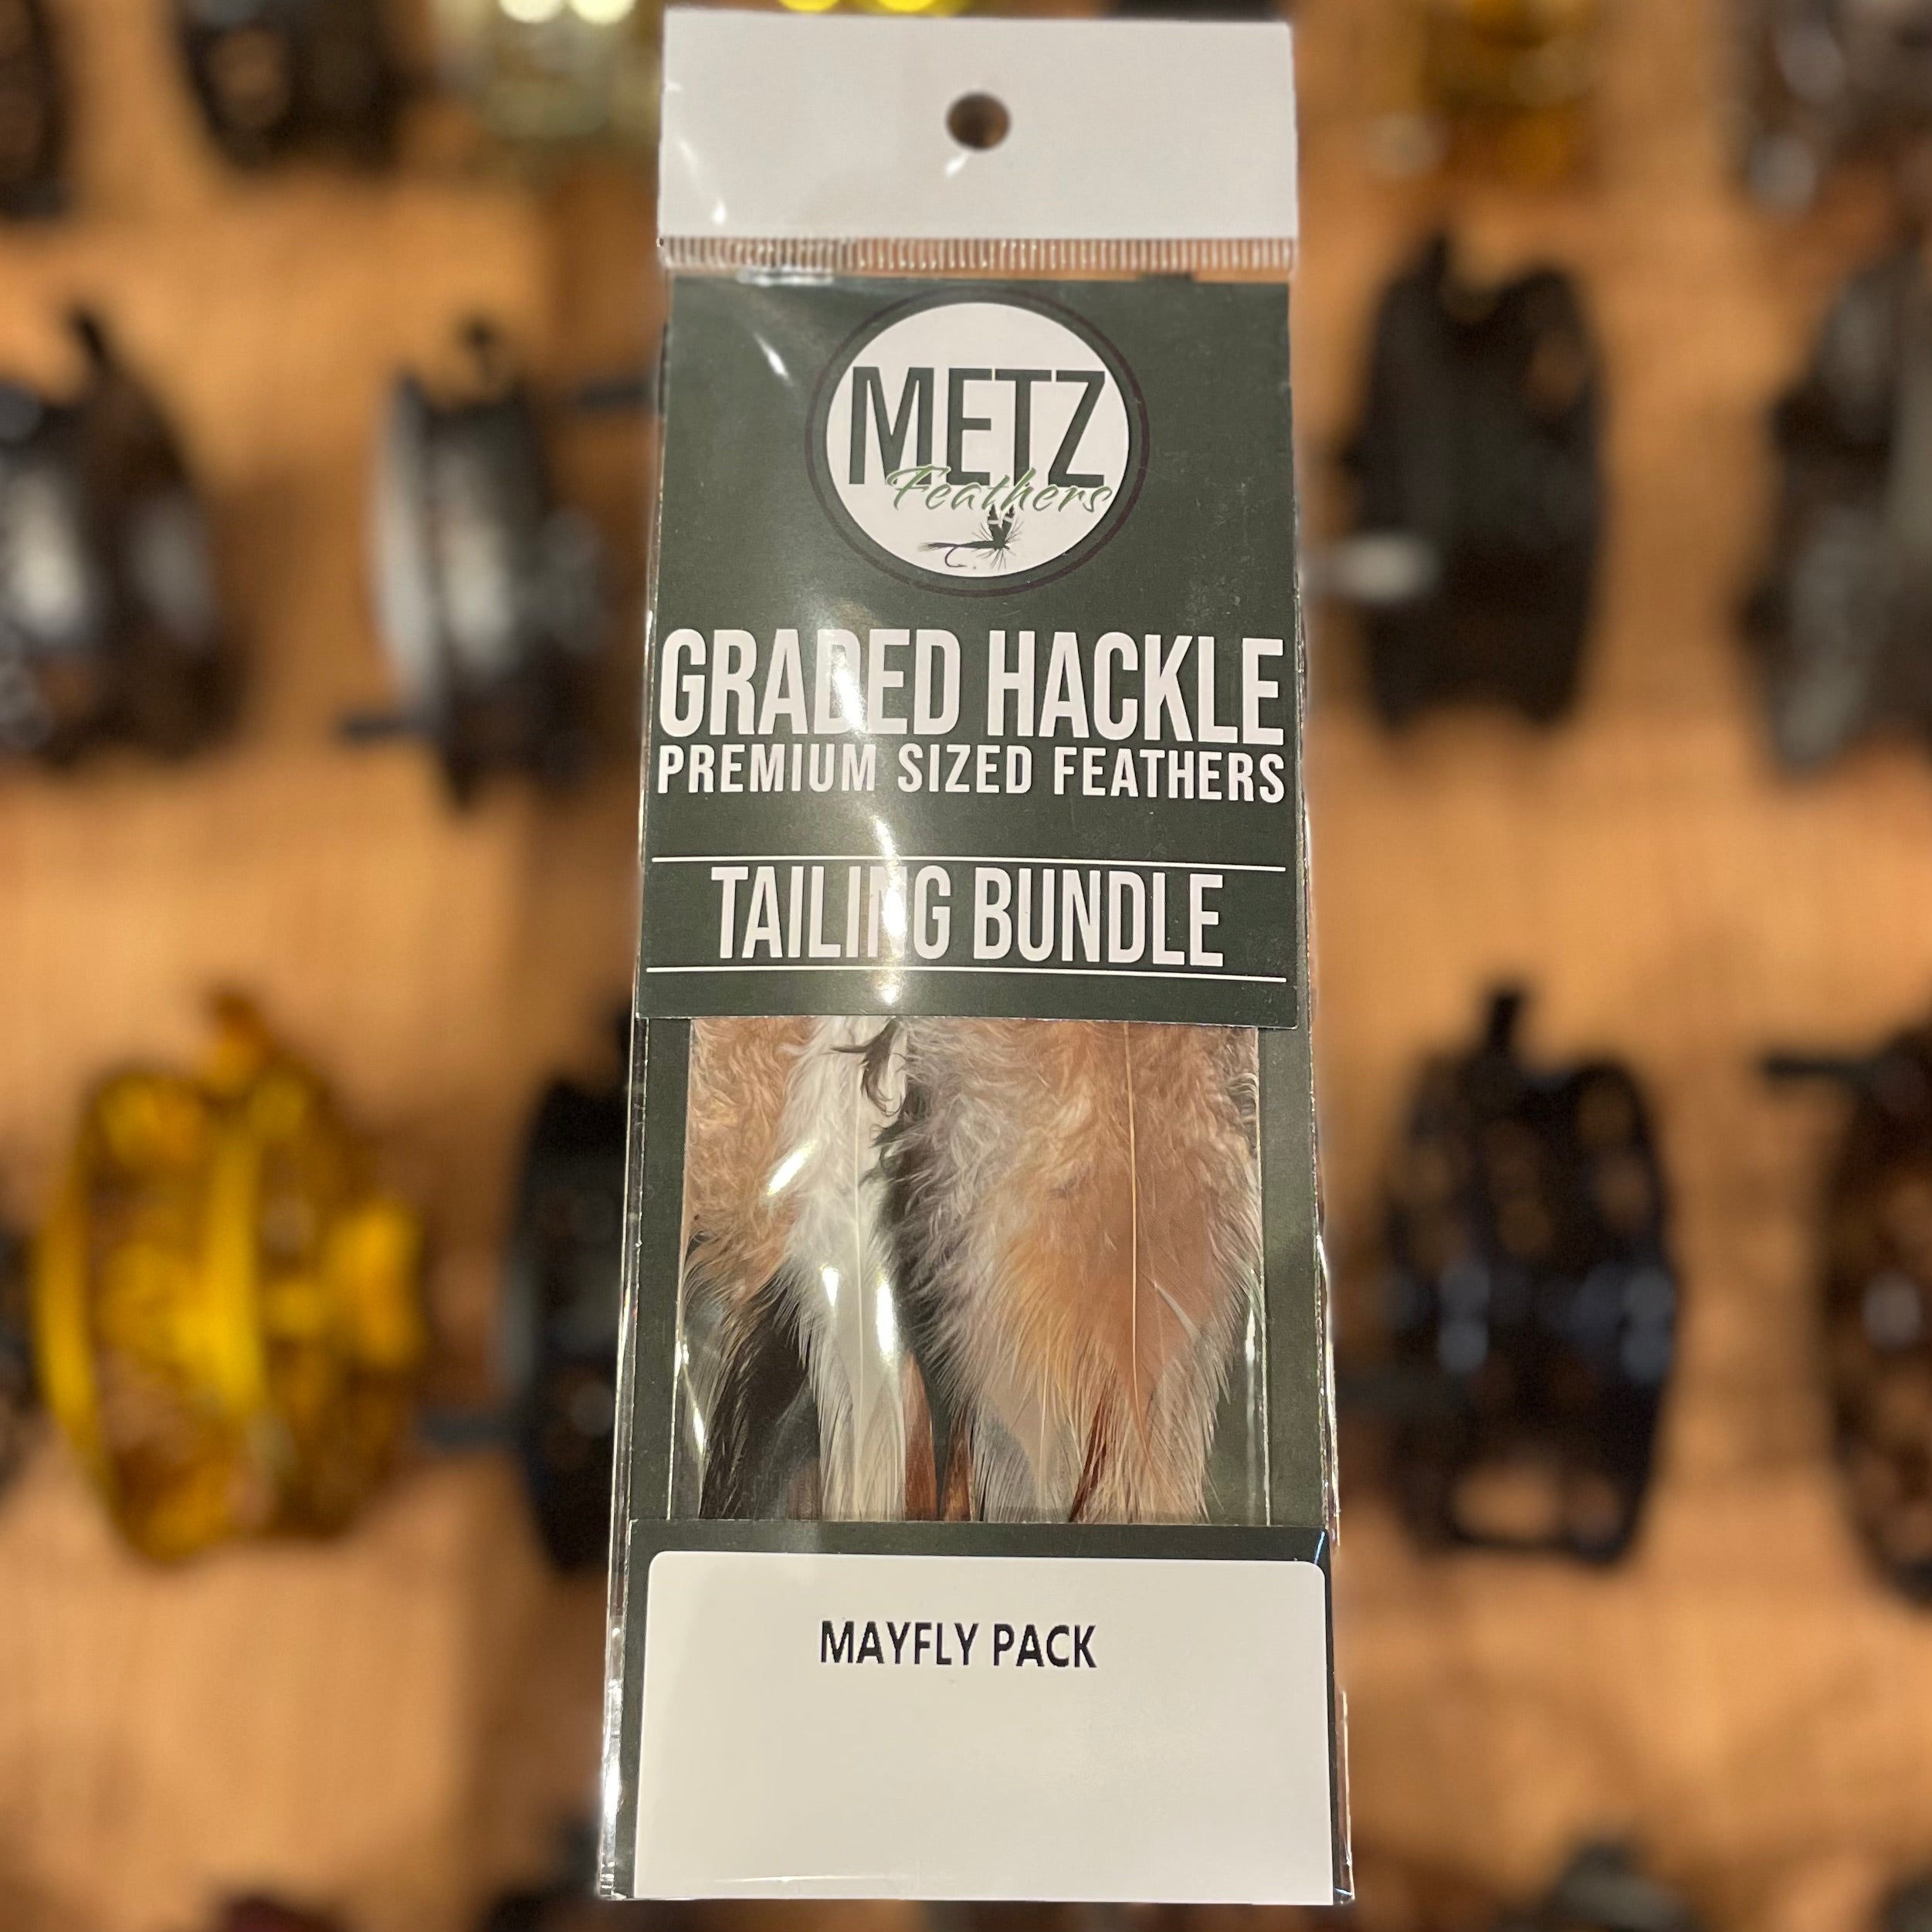 METZ
Feathers
GRADED HACKLE
PREMIUM SIZED FEATHERS
TAILING BUNDLE
MAYFLY PACK